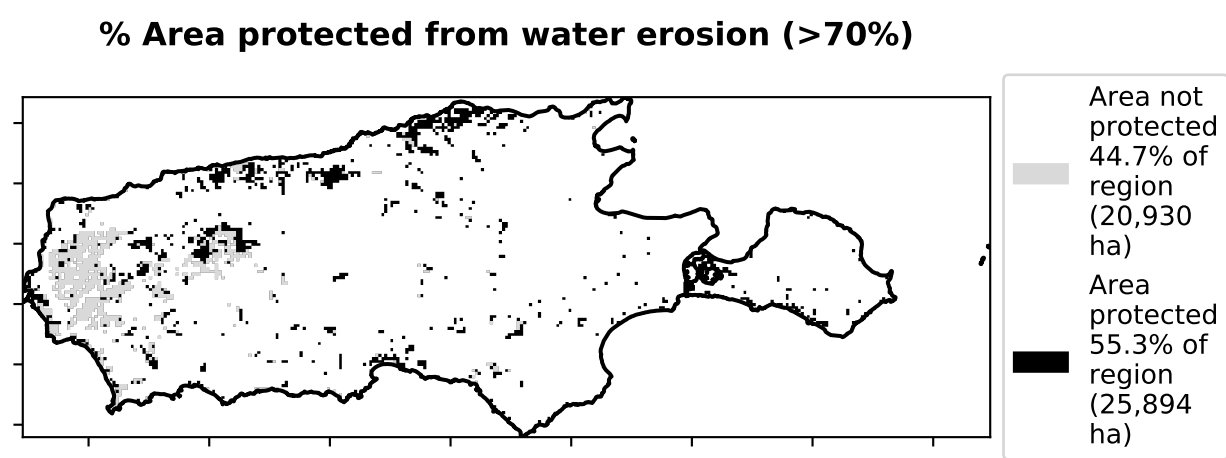 % Area protected from water erosion (>70%)
Area not
protected
44.7% of
region
(20,930
ha)
Area
protected
55.3% of
region
(25,894
ha)